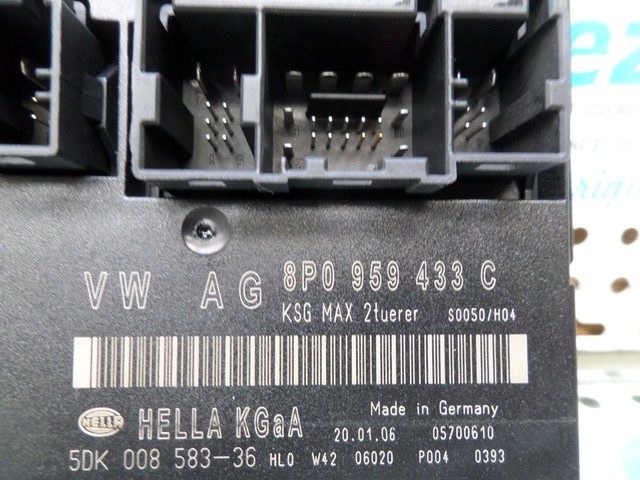 VW AG 8P0 959 433 C
KSG MAX 2tuerer S0050/H04
HELLA HELLA KGaA Made in Germany
20.01.06 05700610
5DK 008 583-36 HL0 W42 06020 P004 0393